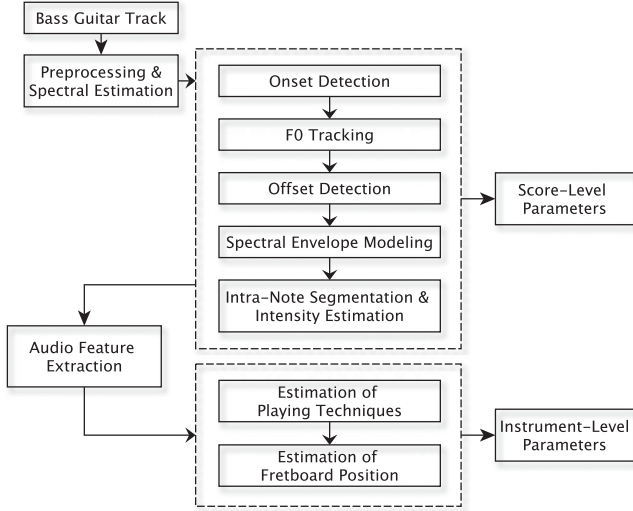 Bass Guitar Track
Preprocessing &
Spectral Estimation
Onset Detection
F0 Tracking
Offset Detection
Spectral Envelope Modeling
Intra-Note Segmentation &
Intensity Estimation
Score-Level
Parameters
Audio Feature
Extraction
Estimation of
Playing Techniques
Estimation of
Fretboard Position
Instrument-Level
Parameters